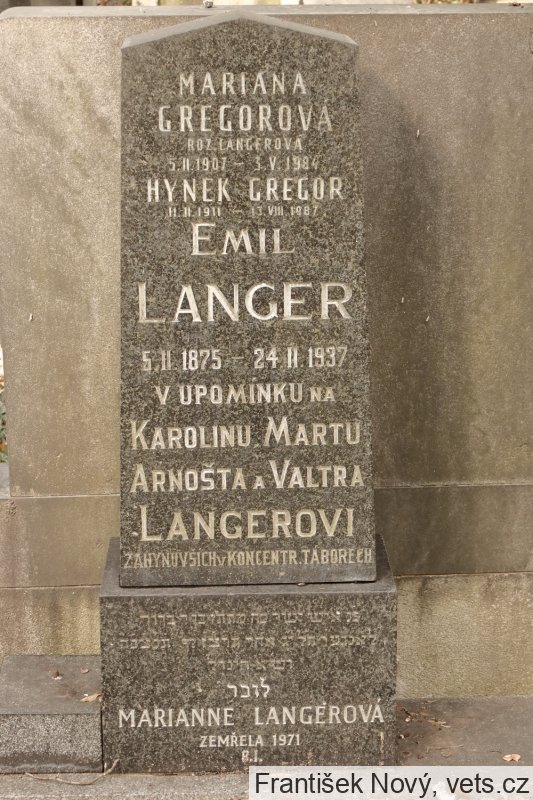 MARIANA
GREGOROVÁ
ROZ. LANGEROVÁ
5.II.1907 - 3.V.1984
HYNEK GREGOR
11.II.1911 - 13.VIII.1987
EMIL
LANGER
5.II.1875 - 24.II.1937
V UPOMÍNKU NA
KAROLINU MARTU
ARNOŠTA A VALTRA
LANGEROVI
ZAHYNUVŠÍCH V KONCENTR. TÁBORECH
לזכר
MARIANNE LANGEROVÁ
ZEMŘELA 1971
František Nový, vets.cz